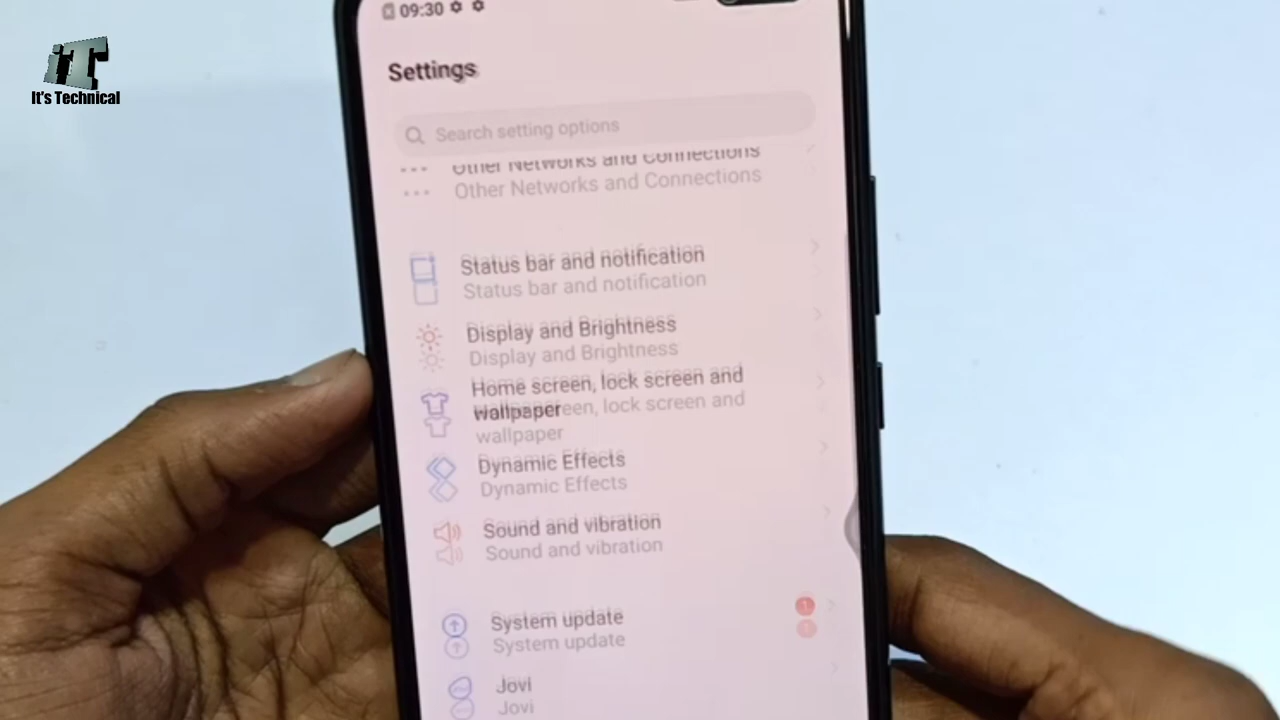 iT
It's Technical
09:30
Settings
Search setting options
Other Networks and Connections
Other Networks and Connections
Status bar and notification
Status bar and notification
Display and Brightness
Display and Brightness
Home screen, lock screen and
wallpaper
screen, lock screen and
wallpaper
Dynamic Effects
Dynamic Effects
Sound and vibration
Sound and vibration
System update
1
System update
1
Jovi
Jovi